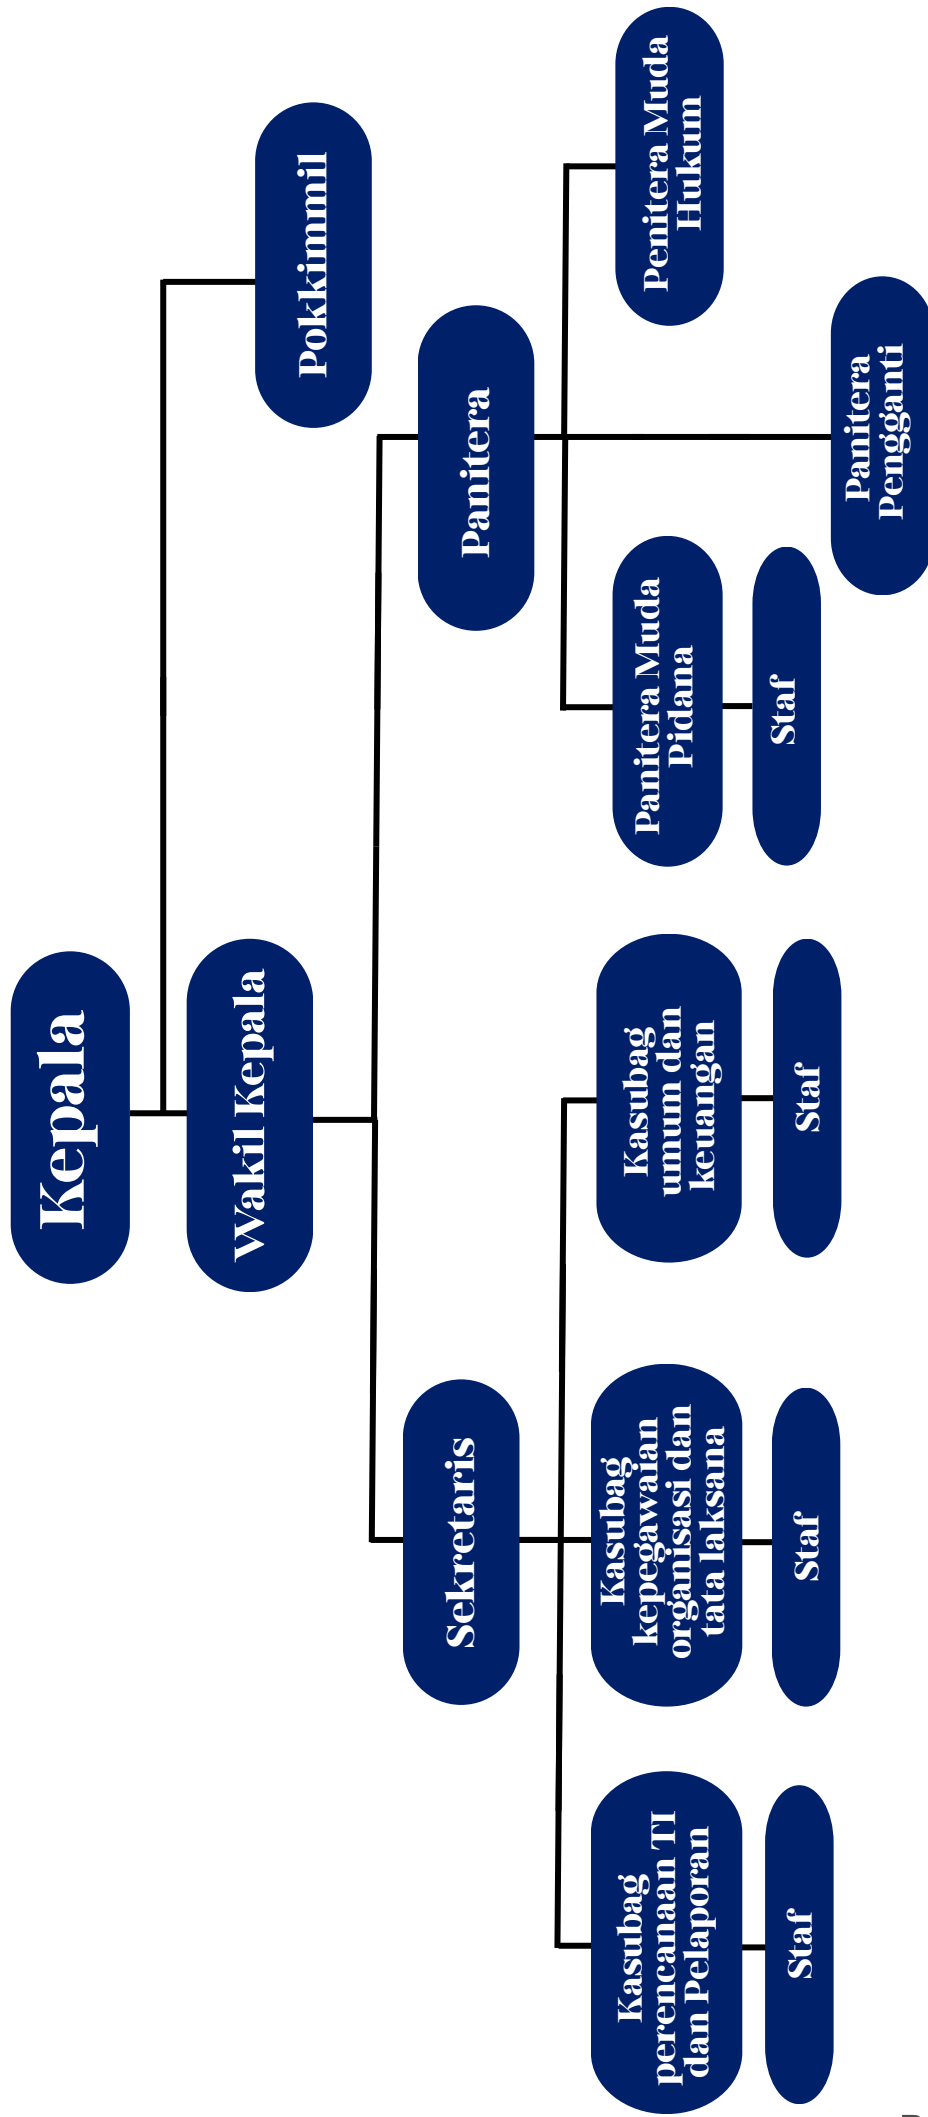 Kepala
Pokkimmil
Wakil Kepala
Sekretaris
Panitera
Kasubag
perencanaan TI
dan Pelaporan
Kasubag
kepegawaian
organisasi dan
tata laksana
Kasubag
umum dan
keuangan
Panitera Muda
Pidana
Penitera Muda
Hukum
Staf
Staf
Staf
Staf
Panitera
Pengganti